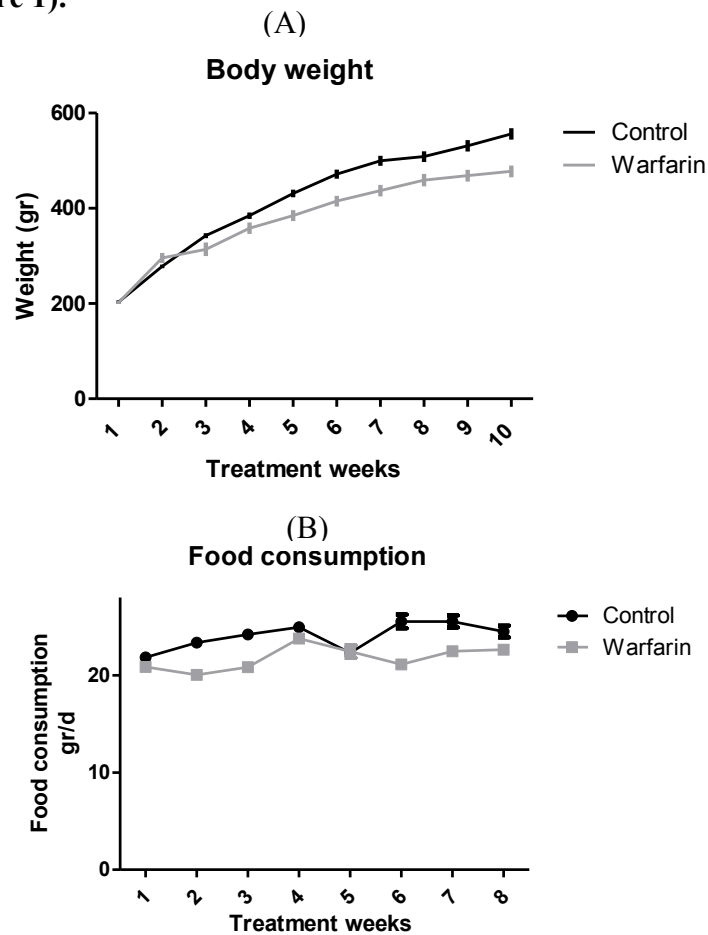 (A)
Body weight
600
400
200
0
Weight (gr)
Control
Warfarin
1 2 3 4 5 6 7 8 9 10
Treatment weeks
(B)
Food consumption
20
10
0
Food consumption
gr/d
Control
Warfarin
1 2 3 4 5 6 7 8
Treatment weeks